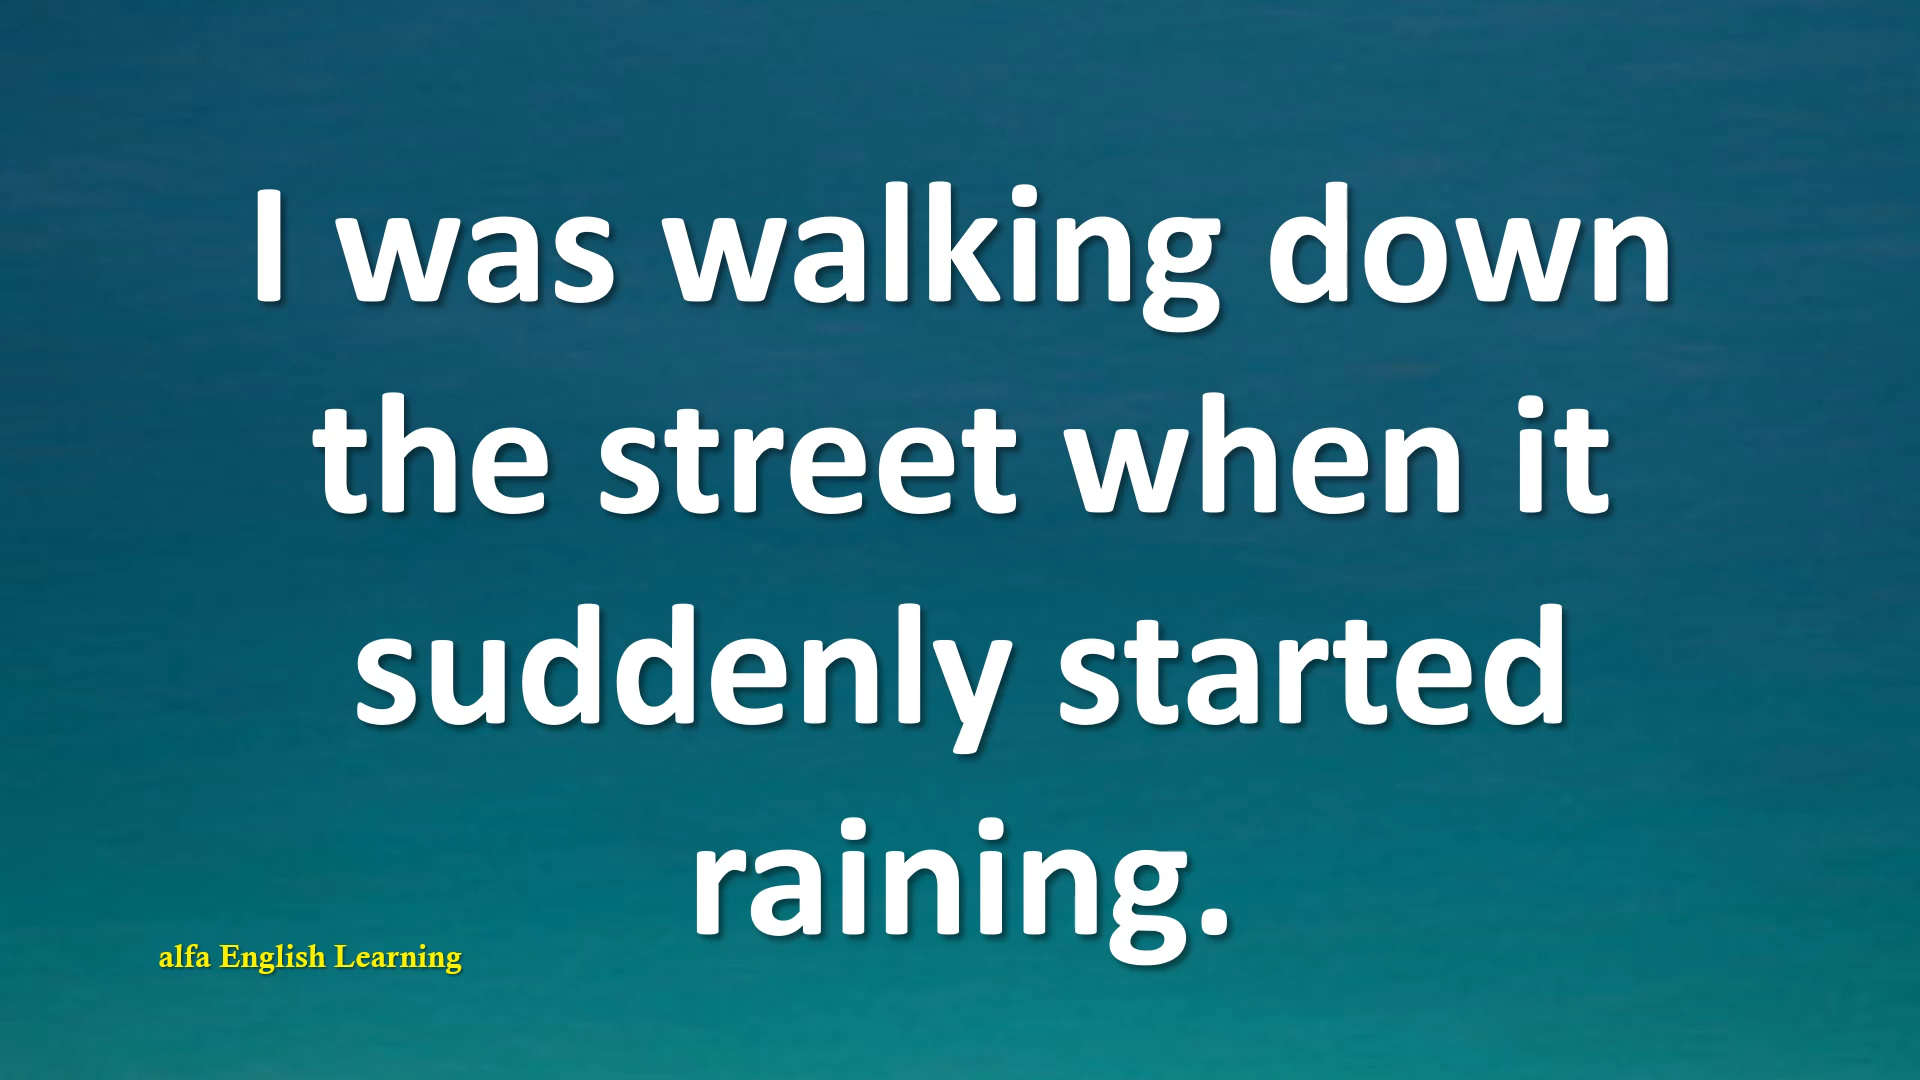 I was walking down
the street when it
suddenly started
raining.
alfa English Learning